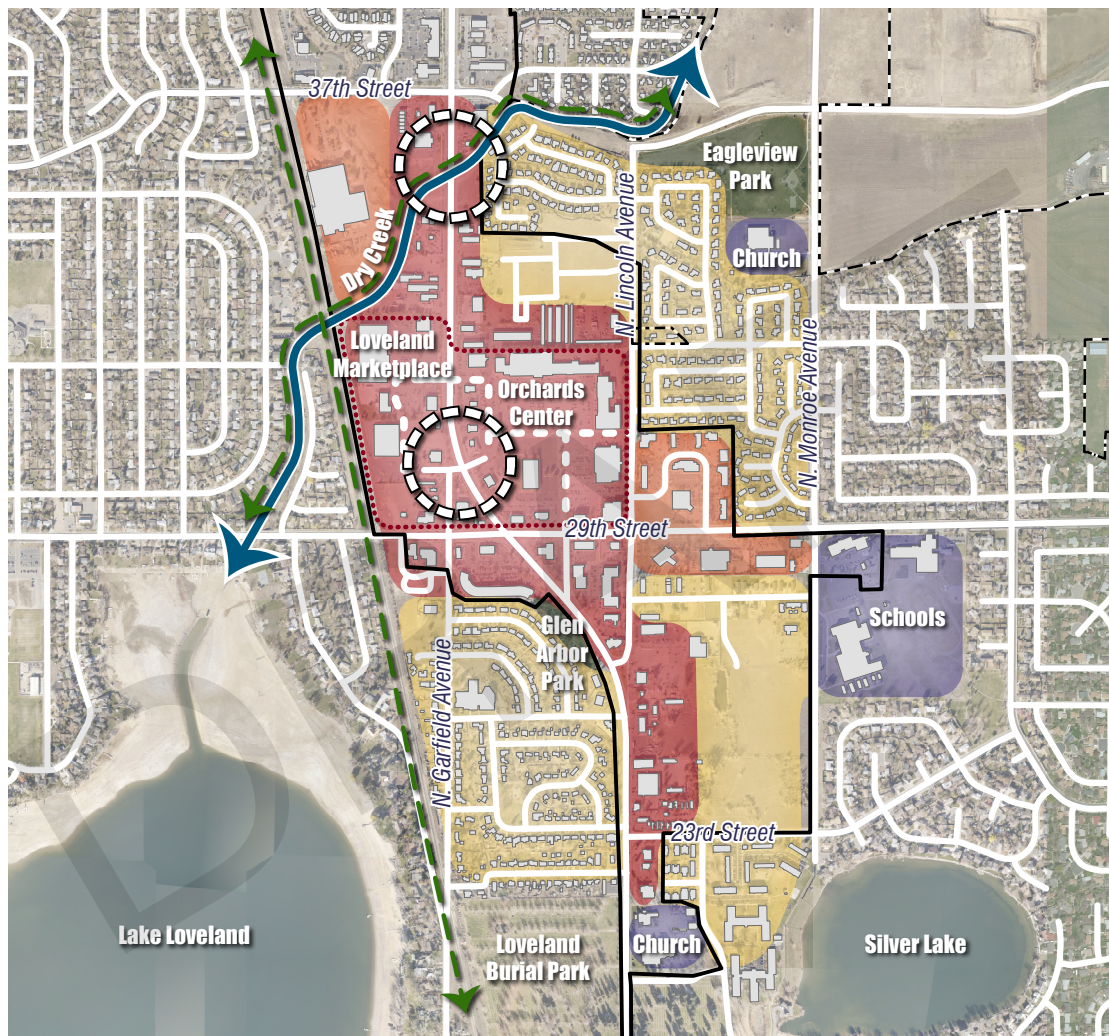 37th Street
Eagleview
Park
Church
Dry Creek
N. Lincoln Avenue
N. Monroe Avenue
Loveland
Marketplace
Orchards
Center
29th Street
Schools
Glen
Arbor
Park
N. Garfield Avenue
23rd Street
Lake Loveland
Loveland
Burial Park
Church
Silver Lake